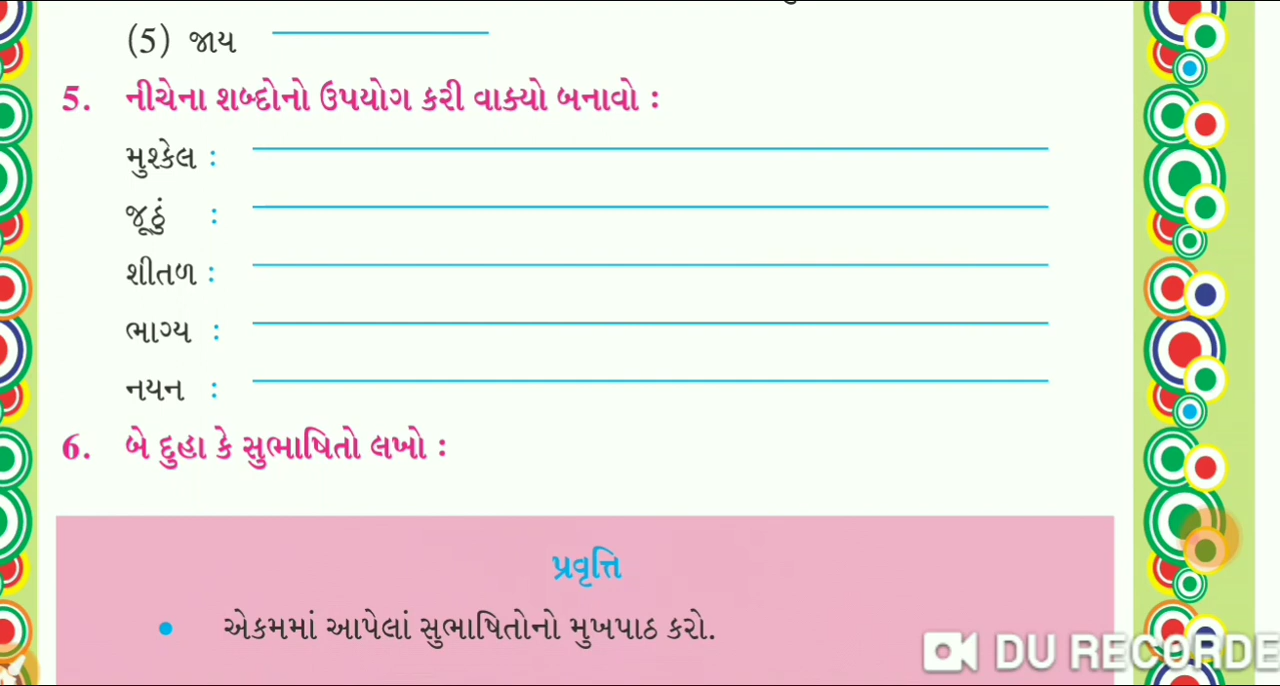 (5) જાય
5. નીચેના શબ્દોનો ઉપયોગ કરી વાક્યો બનાવો :
મુશ્કેલ :
જૂઠું :
શીતળ :
ભાગ્ય :
નયન :
6. બે દુહા કે સુભાષિતો લખો :
પ્રવૃત્તિ
• એકમમાં આપેલાં સુભાષિતોનો મુખપાઠ કરો.
DU RECORDE